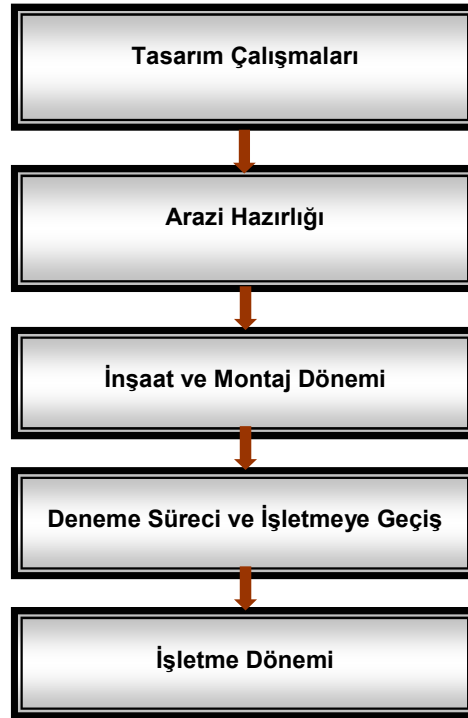 Tasarım Çalışmaları
Arazi Hazırlığı
İnşaat ve Montaj Dönemi
Deneme Süreci ve İşletmeye Geçiş
İşletme Dönemi